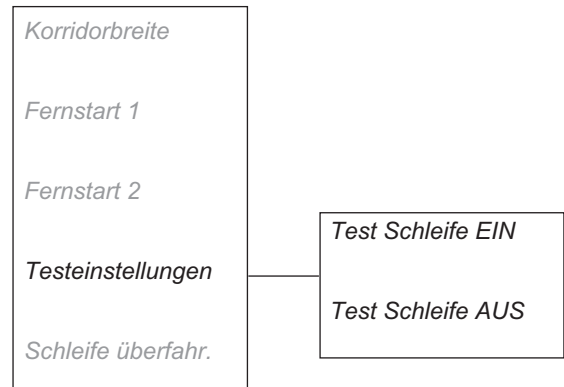 Korridorbreite
Fernstart 1
Fernstart 2
Testeinstellungen
Schleife überfahr.
Test Schleife EIN
Test Schleife AUS